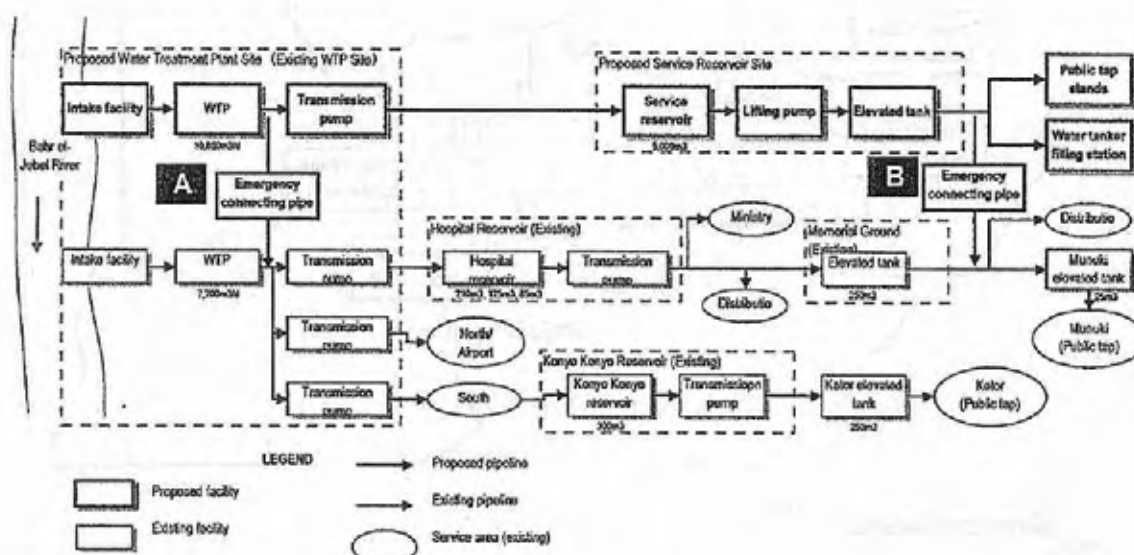 Proposed Water Treatment Plant Site (Existing WTP Site)
Intake facility
WTP
Transmission
pump
Bahr el-
Jebel River
A
Emergency
connecting pipe
Proposed Service Reservoir Site
Service
reservoir
5,000m3
Lifting pump
Elevated tank
Public tap
stands
Water tanker
filling station
B
Emergency
connecting pipe
Intake facility
WTP
Transmission
pump
Hospital Reservoir (Existing)
Hospital
reservoir
Transmission
pump
Ministry
Distributio
Memorial Ground
(Existing)
Elevated tank
250m3
Distributio
Munuki
elevated tank
25m3
Munuki
(Public tap)
Transmission
pump
North/
Airport
Transmission
pump
South
Konyo Konyo Reservoir (Existing)
Konyo Konyo
reservoir
300m3
Transmissiopn
pump
Kator elevated
tank
250m3
Kator
(Public tap)
LEGEND
Proposed facility
Existing facility
Proposed pipeline
Existing pipeline
Service area (existing)